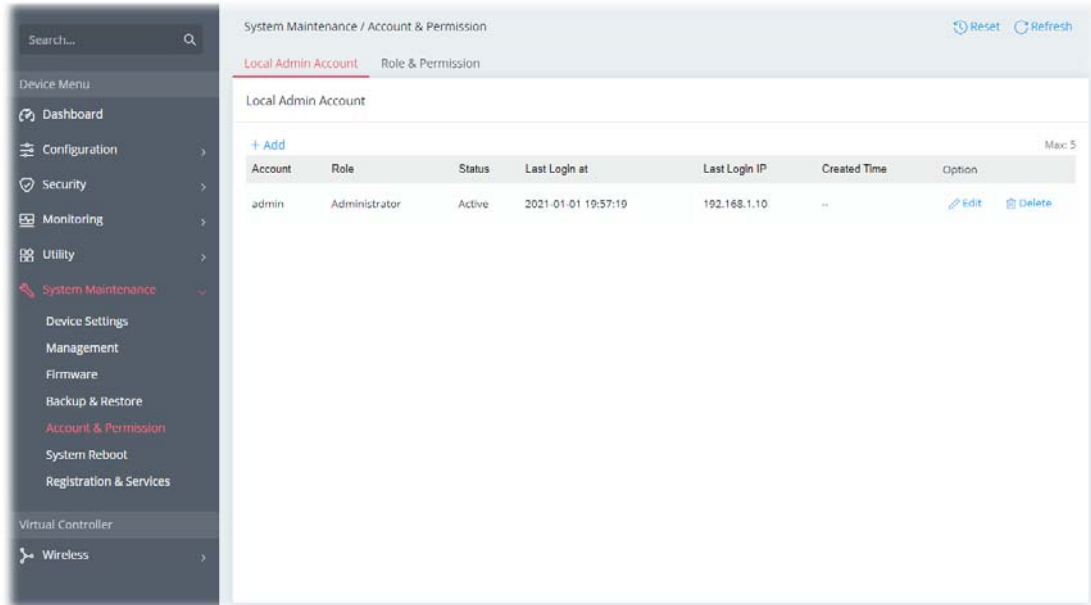 Search...
Device Menu
Dashboard
Configuration
Security
Monitoring
Utility
System Maintenance
Device Settings
Management
Firmware
Backup & Restore
Account & Permission
System Reboot
Registration & Services
Virtual Controller
Wireless
System Maintenance / Account & Permission Reset Refresh
Local Admin Account Role & Permission
Local Admin Account
+ Add Max: 5
Account Role Status Last Login at Last Login IP Created Time Option
admin Administrator Active 2021-01-01 19:57:19 192.168.1.10 -- Edit Delete